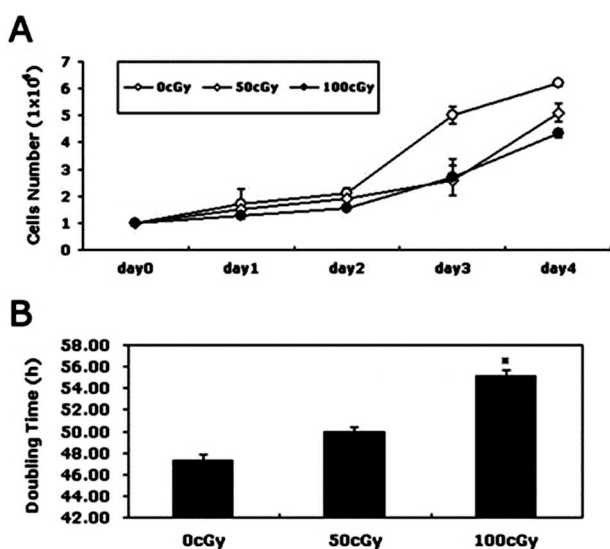 A
Cells Number (1x10⁴)
7
6
5
4
3
2
1
0
0cGy 50cGy 100cGy
day0 day1 day2 day3 day4
B
Doubling Time (h)
58.00
56.00
54.00
52.00
50.00
48.00
46.00
44.00
42.00
*
0cGy 50cGy 100cGy